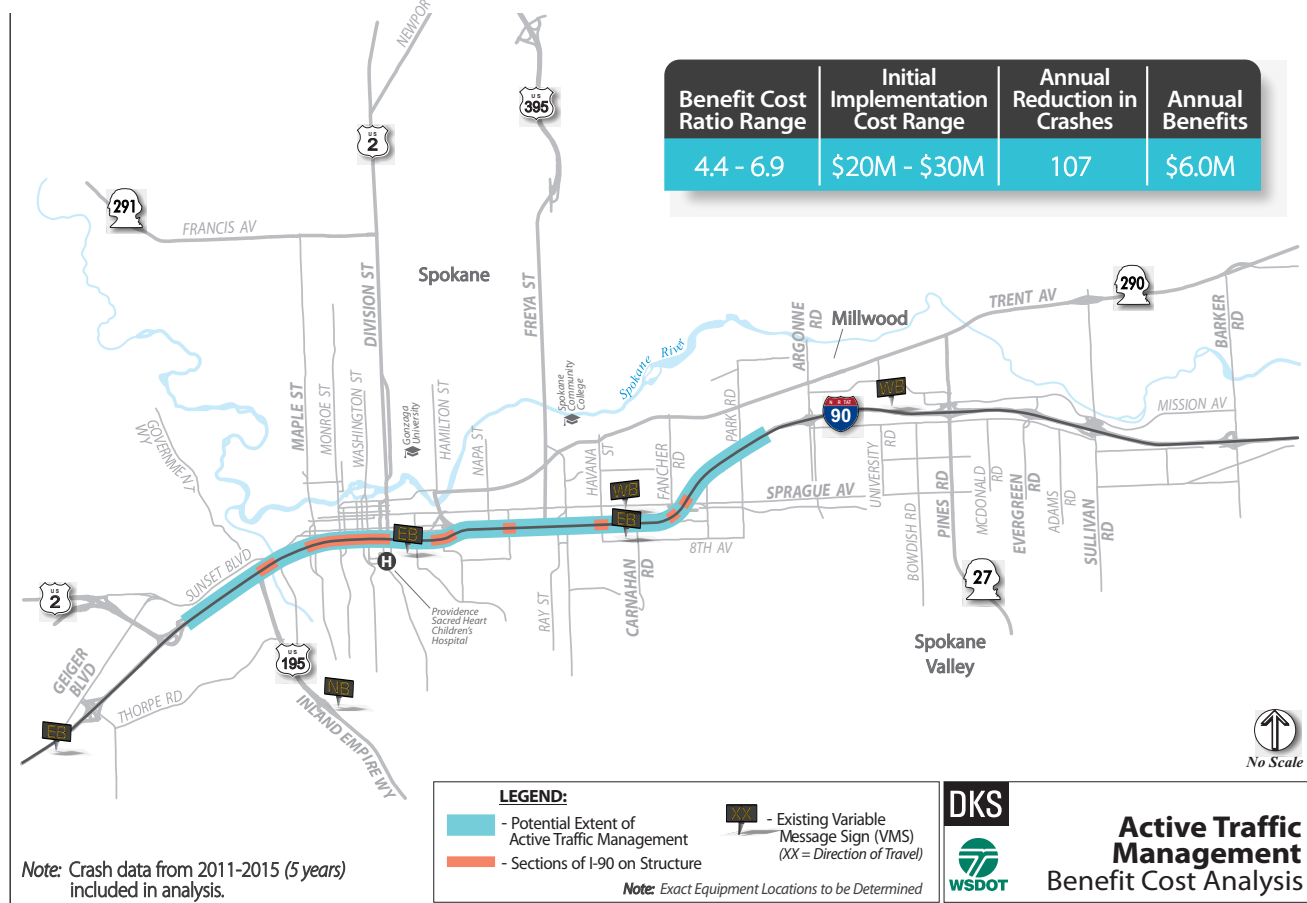 NEWPOR
US
395
US
2
Benefit Cost
Ratio Range
Initial
Implementation
Cost Range
Annual
Reduction in
Crashes
Annual
Benefits
4.4 - 6.9
$20M - $30M
107
$6.0M
291
FRANCIS AV
Spokane
DIVISION ST
FREYA ST
290
TRENT AV
BARKER
RD
ARGONNE
RD
Millwood
Spokane River
MAPLE ST
MONROE ST
WASHINGTON ST
Gonzaga
University
HAMILTON ST
NAPA ST
Spokane
Community
College
HAVANA
ST
FANCHER
RD
PARK RD
90
WB
MISSION AV
GOVERNMENT
WY
UNIVERSITY
RD
PINES RD
MCDONALD
RD
EVERGREEN
RD
ADAMS
RD
SULLIVAN
RD
SPRAGUE AV
WB
EB
EB
8TH AV
BOWDISH RD
SUNSET BLVD
H
27
US
2
Providence
Sacred Heart
Children's
Hospital
RAY ST
CARNAHAN
RD
Spokane
Valley
US
195
GEIGER
BLVD
THORPE RD
NB
INLAND EMPIRE WY
EB
No Scale
LEGEND:
- Potential Extent of
Active Traffic Management
- Sections of I-90 on Structure
XX
- Existing Variable
Message Sign (VMS)
(XX = Direction of Travel)
Note: Exact Equipment Locations to be Determined
DKS
WSDOT
Active Traffic
Management
Benefit Cost Analysis
Note: Crash data from 2011-2015 (5 years)
included in analysis.